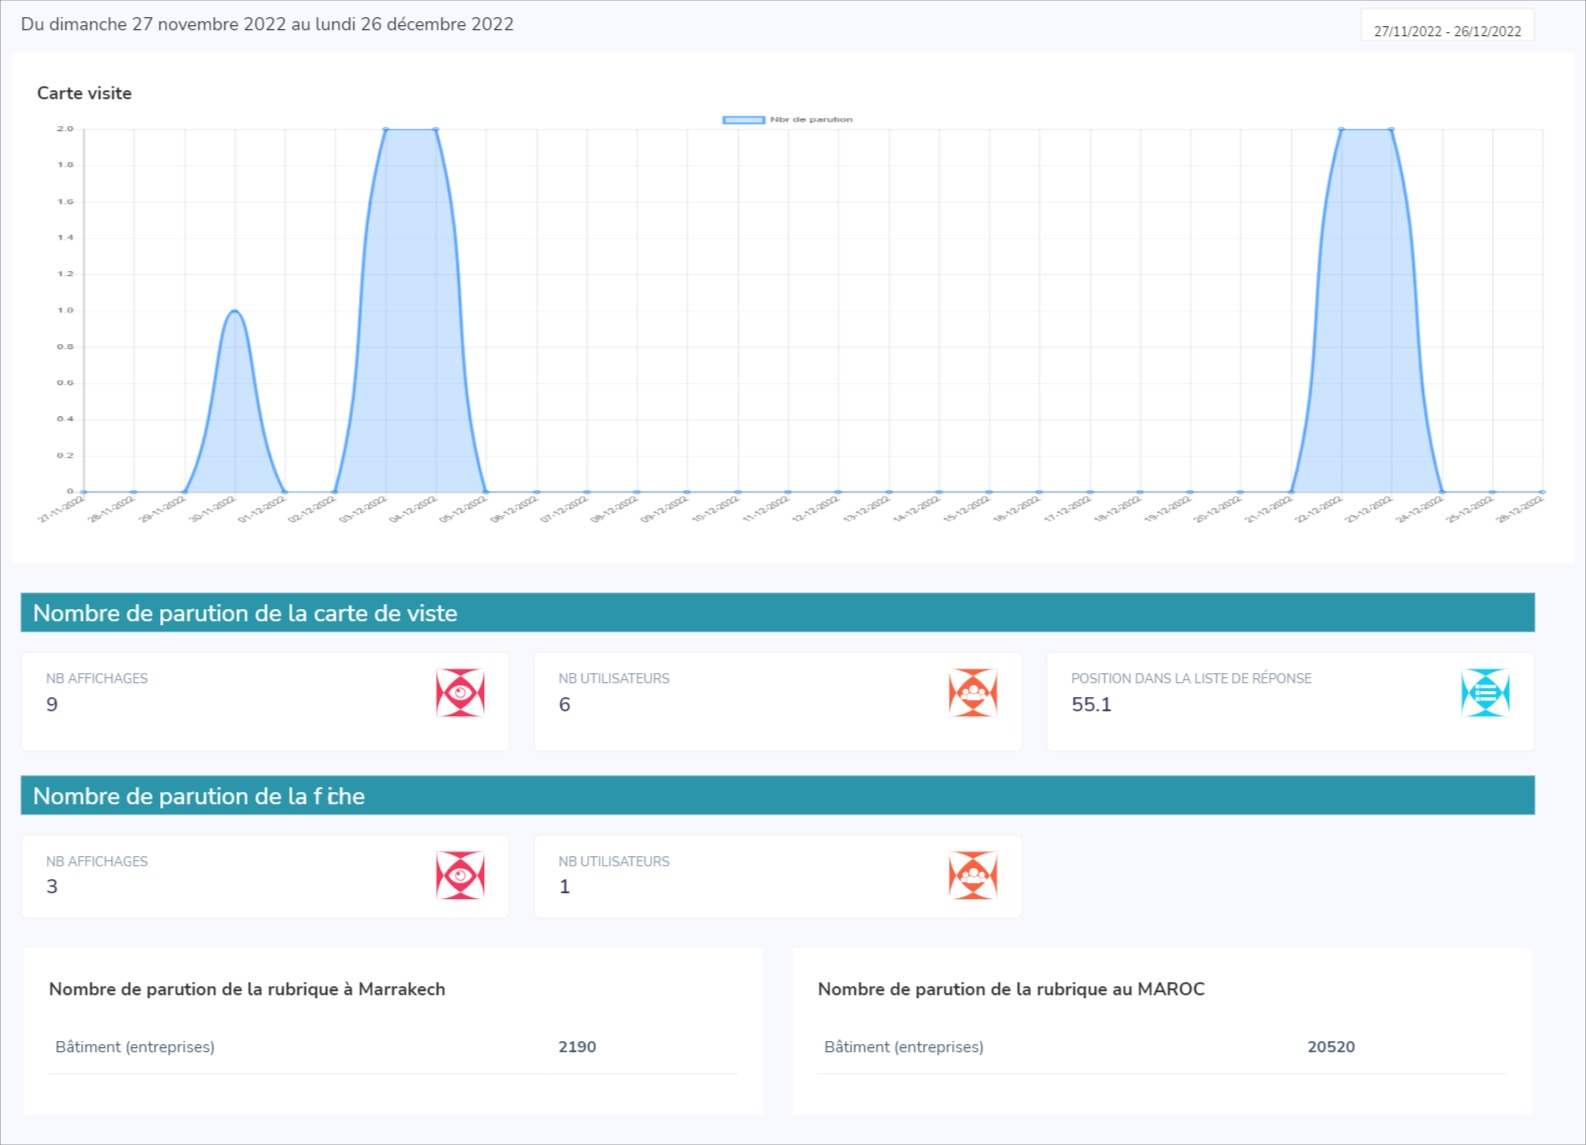 Du dimanche 27 novembre 2022 au lundi 26 décembre 2022
27/11/2022 - 26/12/2022
Carte visite
Nbr de parution
2.0
1.8
1.6
1.4
1.2
1.0
0.8
0.6
0.4
0.2
0
27-11-2022 28-11-2022 29-11-2022 30-11-2022 01-12-2022 02-12-2022 03-12-2022 04-12-2022 05-12-2022 06-12-2022 07-12-2022 08-12-2022 09-12-2022 10-12-2022 11-12-2022 12-12-2022 13-12-2022 14-12-2022 15-12-2022 16-12-2022 17-12-2022 18-12-2022 19-12-2022 20-12-2022 21-12-2022 22-12-2022 23-12-2022 24-12-2022 25-12-2022 26-12-2022
Nombre de parution de la carte de viste
NB AFFICHAGES
9
NB UTILISATEURS
6
POSITION DANS LA LISTE DE RÉPONSE
55.1
Nombre de parution de la fiche
NB AFFICHAGES
3
NB UTILISATEURS
1
Nombre de parution de la rubrique à Marrakech
Bâtiment (entreprises) 2190
Nombre de parution de la rubrique au MAROC
Bâtiment (entreprises) 20520